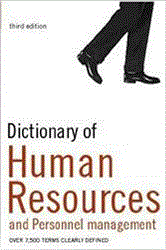 third edition
Dictionary of
Human
Resources
and Personnel management
OVER 7,500 TERMS CLEARLY DEFINED